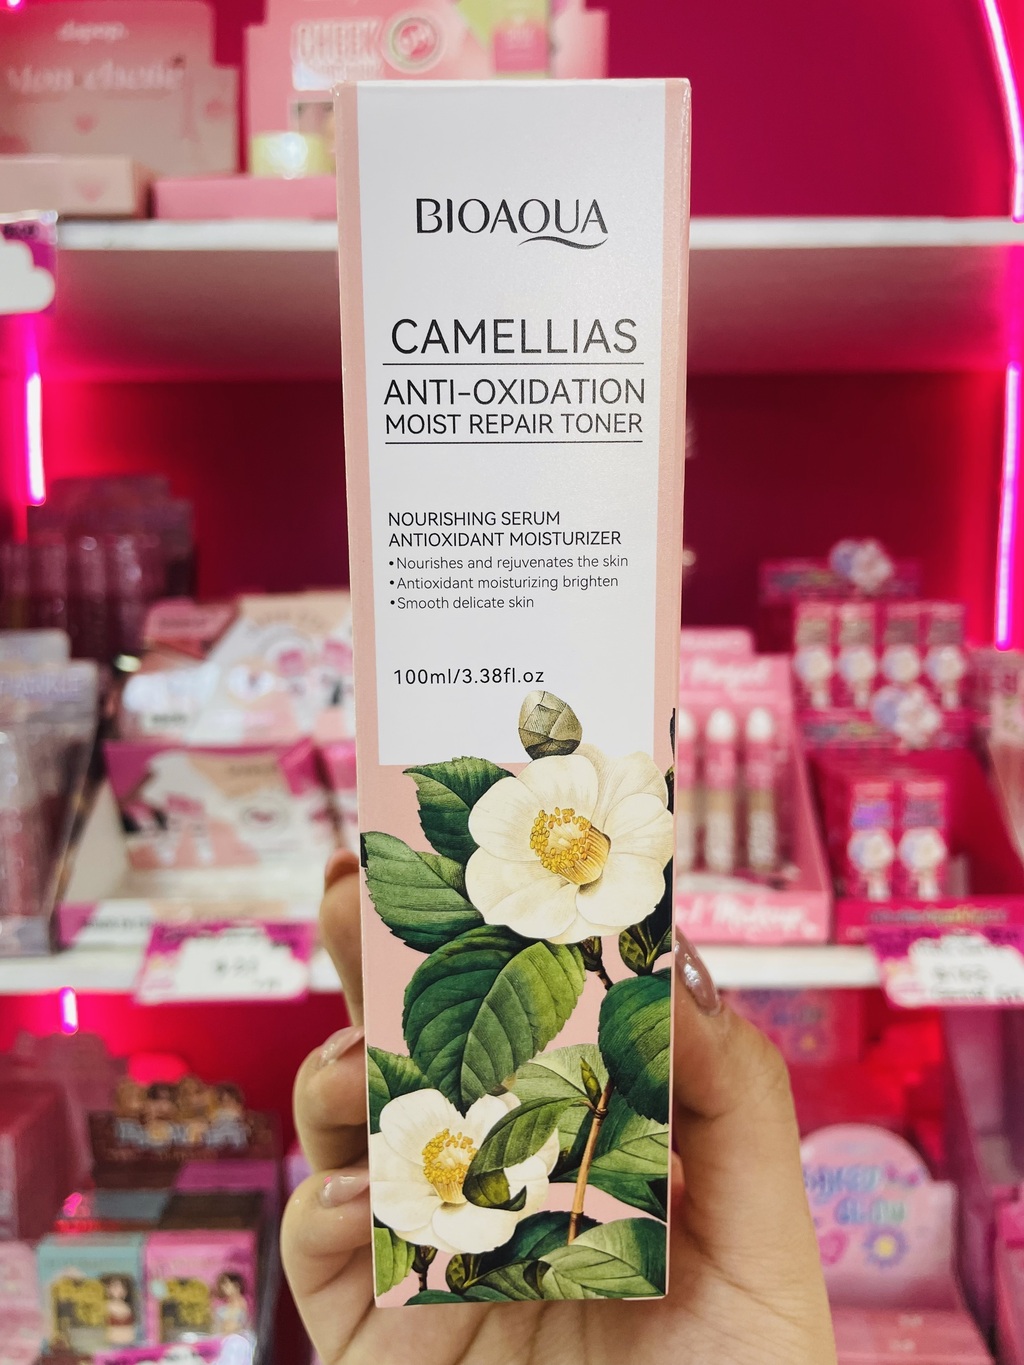 BIOAQUA
CAMELLIAS
ANTI-OXIDATION
MOIST REPAIR TONER
NOURISHING SERUM
ANTIOXIDANT MOISTURIZER
•Nourishes and rejuvenates the skin
•Antioxidant moisturizing brighten
•Smooth delicate skin
100ml/3.38fl.oz